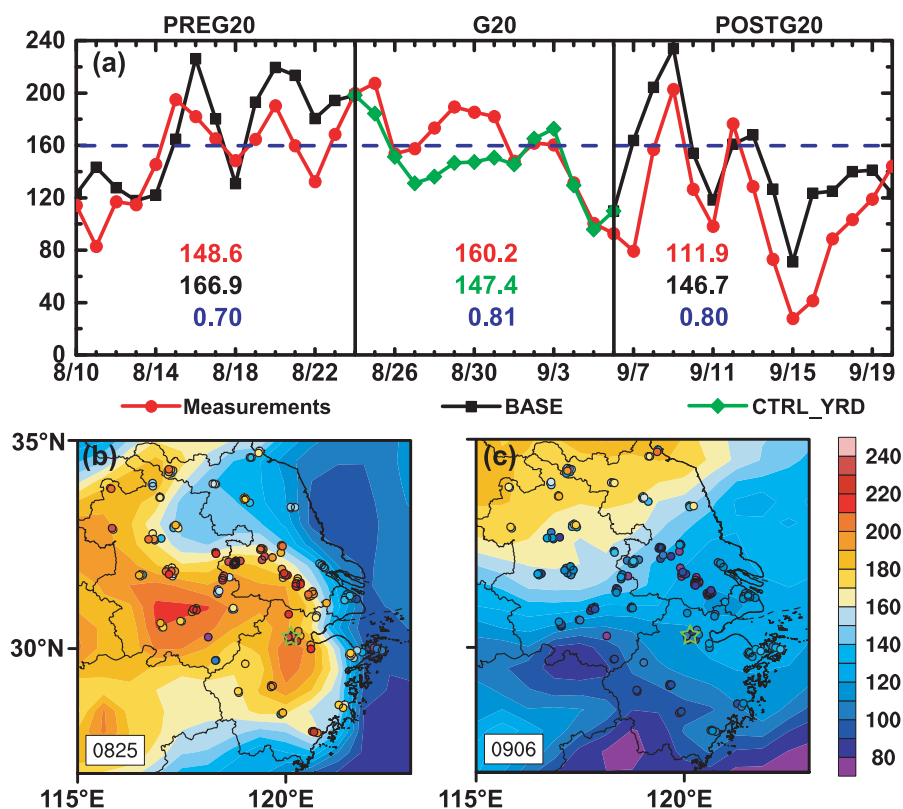 PREG20 G20 POSTG20
240
200
160
120
80
40
0
(a)
148.6 160.2 111.9
166.9 147.4 146.7
0.70 0.81 0.80
8/10 8/14 8/18 8/22 8/26 8/30 9/3 9/7 9/11 9/15 9/19
Measurements BASE CTRL_YRD
35°N
30°N
(b)
0825
115°E 120°E
(c)
0906
115°E 120°E
240
220
200
180
160
140
120
100
80